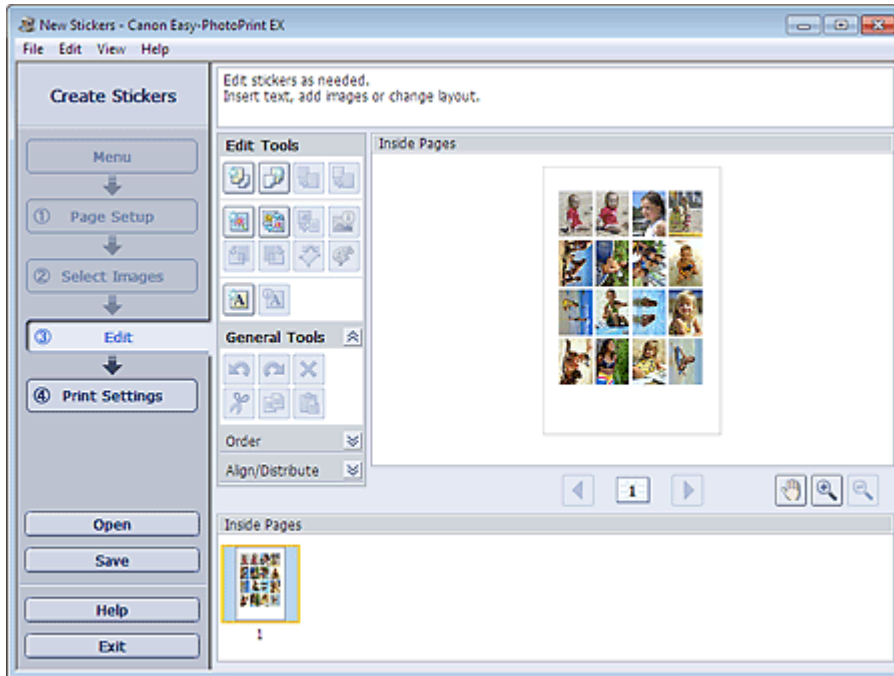 New Stickers - Canon Easy-PhotoPrint EX
File Edit View Help
Create Stickers
Edit stickers as needed.
Insert text, add images or change layout.
Menu
① Page Setup
② Select Images
③ Edit
④ Print Settings
Open
Save
Help
Exit
Edit Tools
A A
General Tools
Order
Align/Distribute
Inside Pages
1
Inside Pages
1